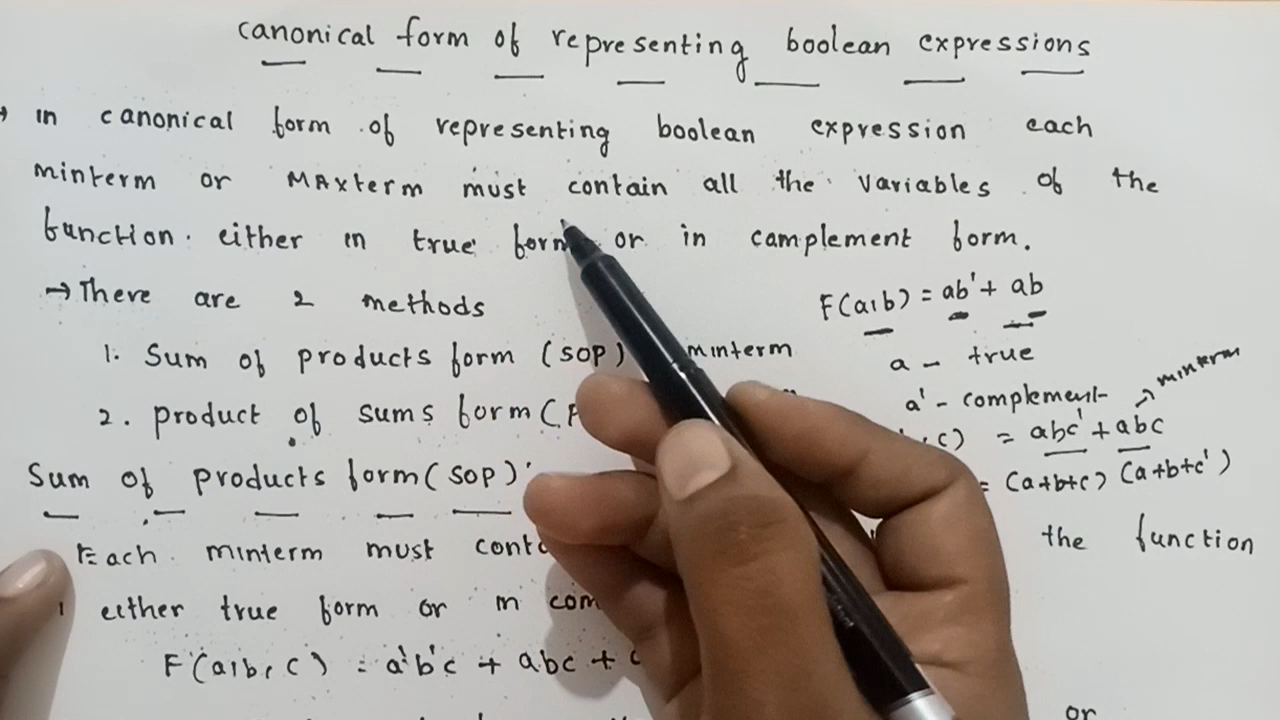 canonical form of representing boolean expressions
→ in canonical form of representing boolean expression each
minterm or MAxterm must contain all the variables of the
function. either in true form or in camplement form.
→ There are 2 methods
F(a,b) = ab' + ab
1. Sum of products form (SOP) minterm
a - true
a' - complement
minterm
2. product of sums form (
c) = abc' + abc
Sum of products form (SOP)
= (a+b+c) (a+b+c')
Each minterm must the function
either true form or in
F(a,b,c) = a'b'c + abc +
or